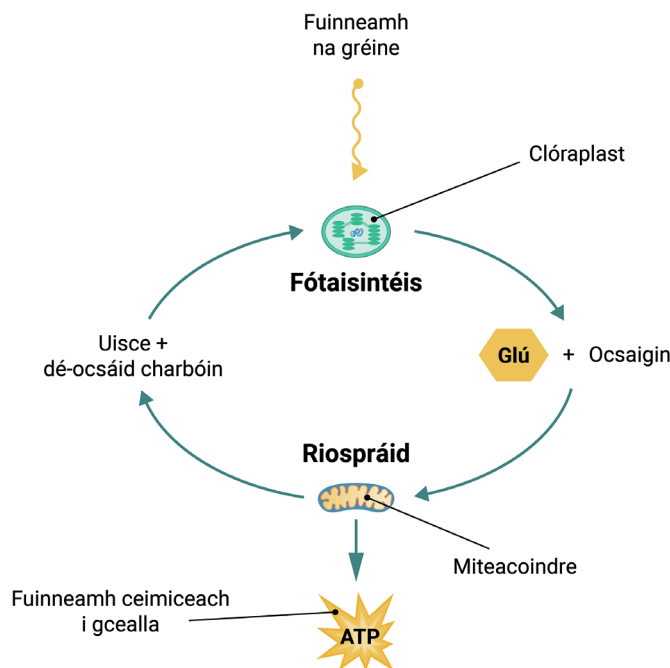 Fuinneamh
na gréine
Clóraplast
Fótaisintéis
Uisce +
dé-ocsáid charbóin
Glú + Ocsaigin
Riospráid
Miteacoindre
Fuinneamh ceimiceach
i gcealla
ATP